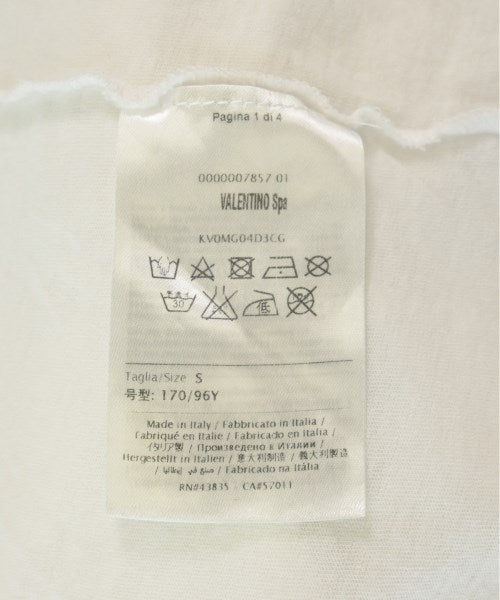 Pagina 1 di 4
0000007857 01
VALENTINO Spa
KV0MG04D3CG
30 低
Taglia/Size S
号型: 170/96Y
Made in Italy / Fabbricato in Italia /
Fabriqué en Italie / Fabricado en Italia /
イタリア製 / Произведено в Италии /
Hergestellt in Italien / 意大利制造 / 義大利製造 /
صنع في إيطاليا / Fabricado na Itália
RN#43835 - CA#57011